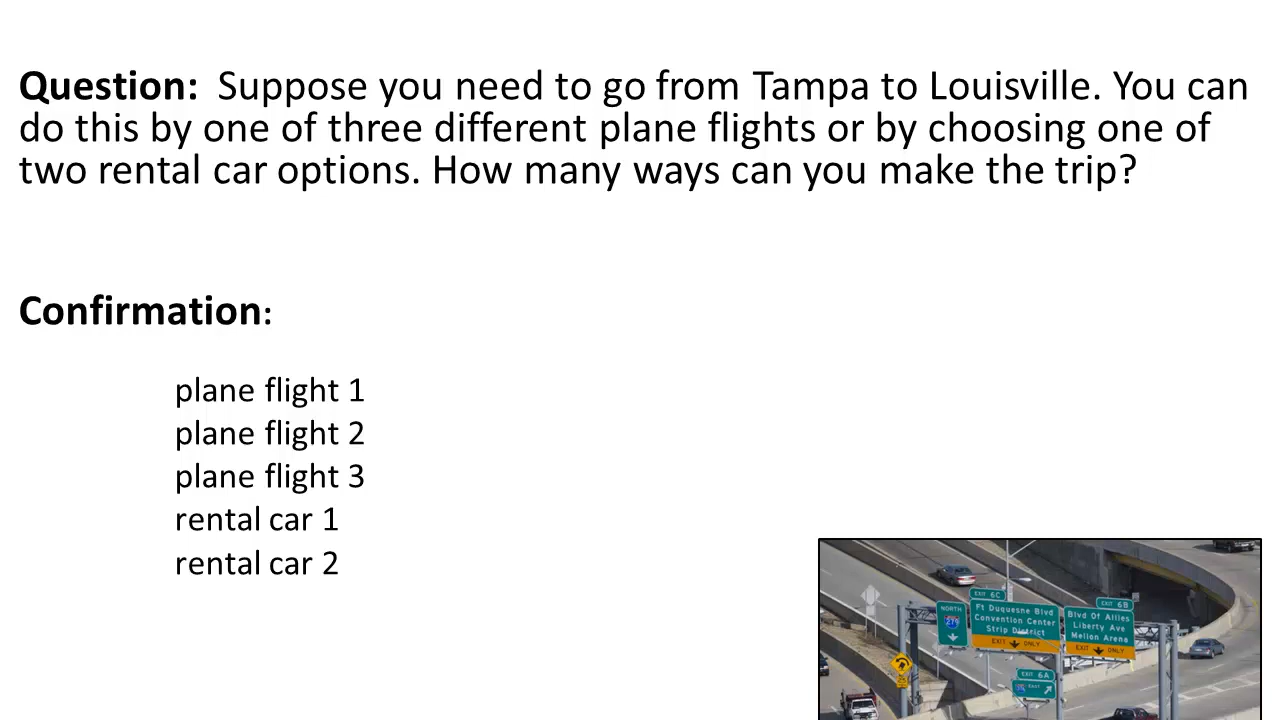 Question: Suppose you need to go from Tampa to Louisville. You can
do this by one of three different plane flights or by choosing one of
two rental car options. How many ways can you make the trip?
Confirmation:
plane flight 1
plane flight 2
plane flight 3
rental car 1
rental car 2
EXIT 6C
EXIT 6B
NORTH
Ft Duquesne Blvd
Convention Center
Strip District
EXIT ONLY
Blvd Of Allies
Liberty Ave
Mellon Arena
EXIT ONLY
EXIT 6A
EAST